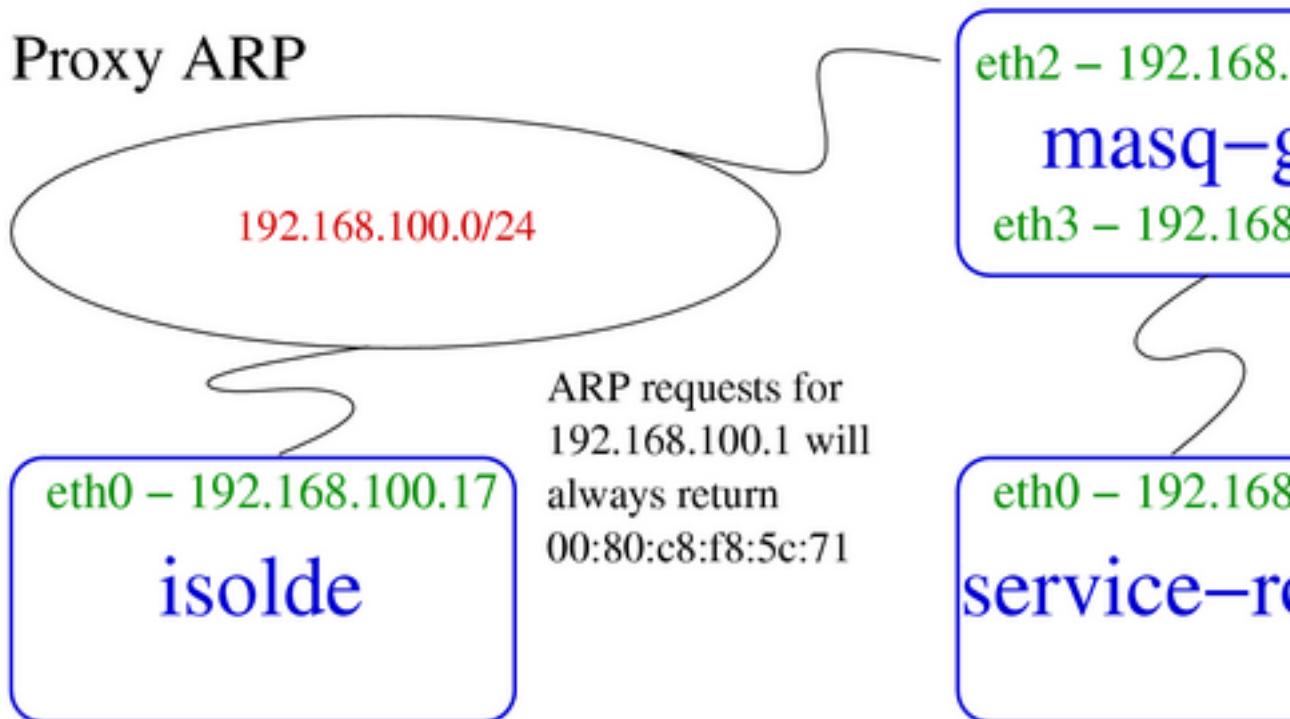 Proxy ARP
192.168.100.0/24
eth2 − 192.168.
masq−g
eth3 − 192.168
ARP requests for
192.168.100.1 will
always return
00:80:c8:f8:5c:71
eth0 − 192.168.100.17
isolde
eth0 − 192.168
service−ro